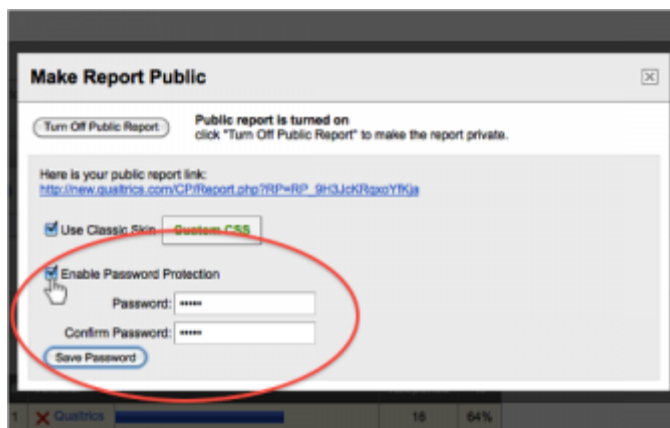 Make Report Public
Turn Off Public Report
Public report is turned on
click "Turn Off Public Report" to make the report private.
Here is your public report link:
http://new.qualtrics.com/CP/Report.php?RP=RP_9H3JcKRqxoYfKja
Use Classic Skin
Custom CSS
Enable Password Protection
Password: •••••
Confirm Password: •••••
Save Password
1 Qualtrics 16 64%